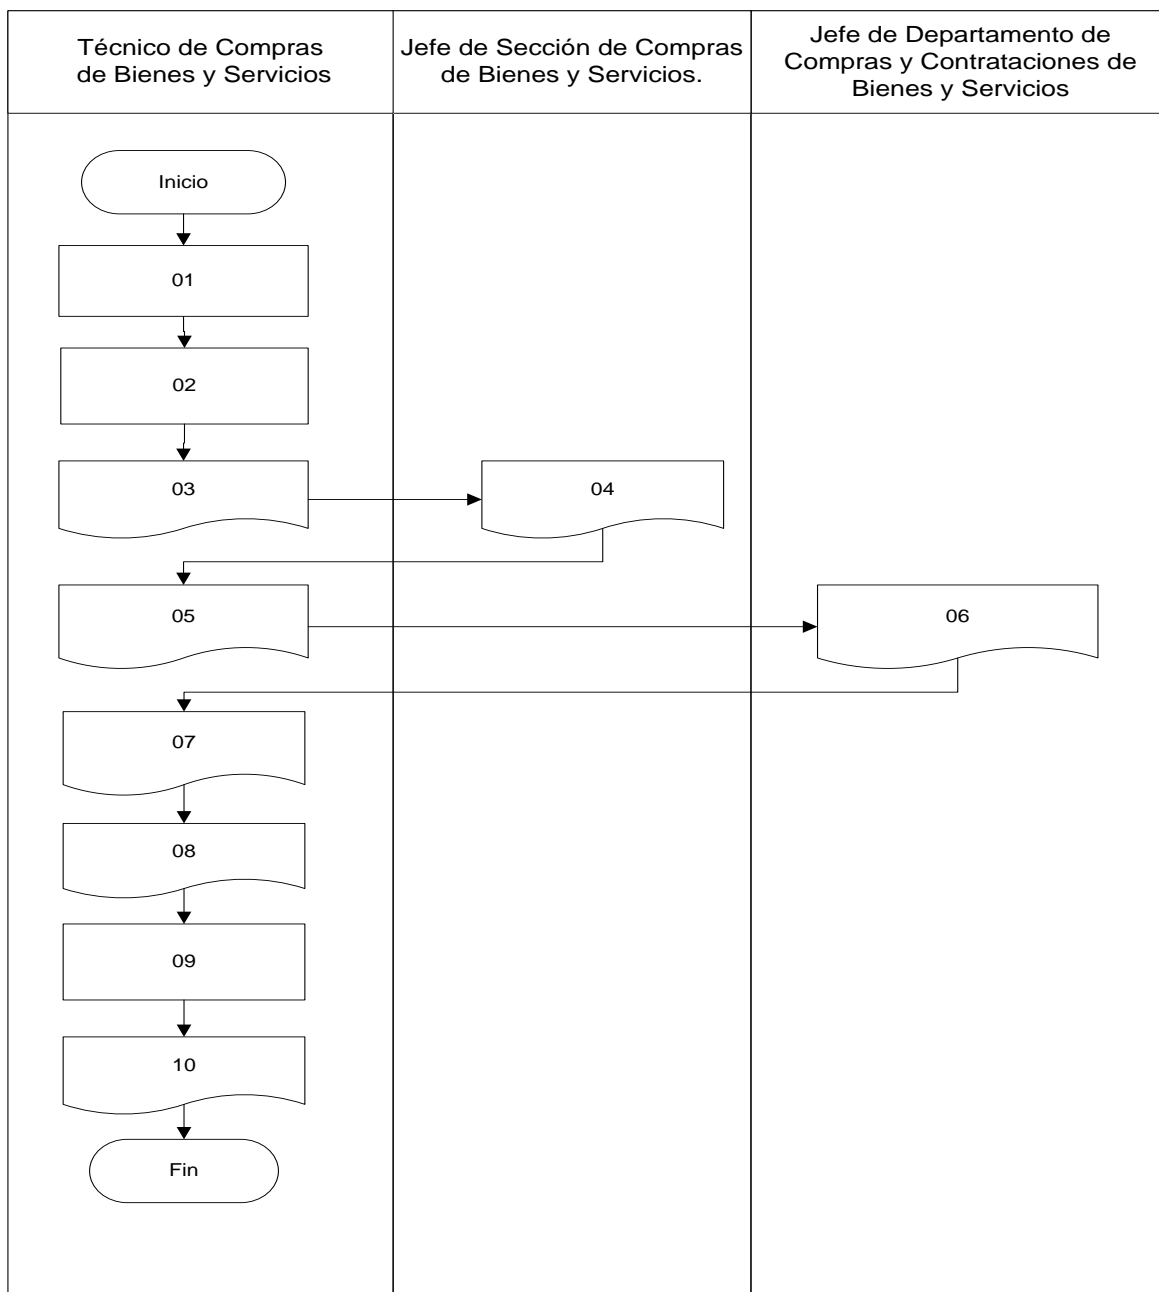 Técnico de Compras
de Bienes y Servicios
Jefe de Sección de Compras
de Bienes y Servicios.
Jefe de Departamento de
Compras y Contrataciones de
Bienes y Servicios
Inicio
01
02
03
04
05
06
07
08
09
10
Fin